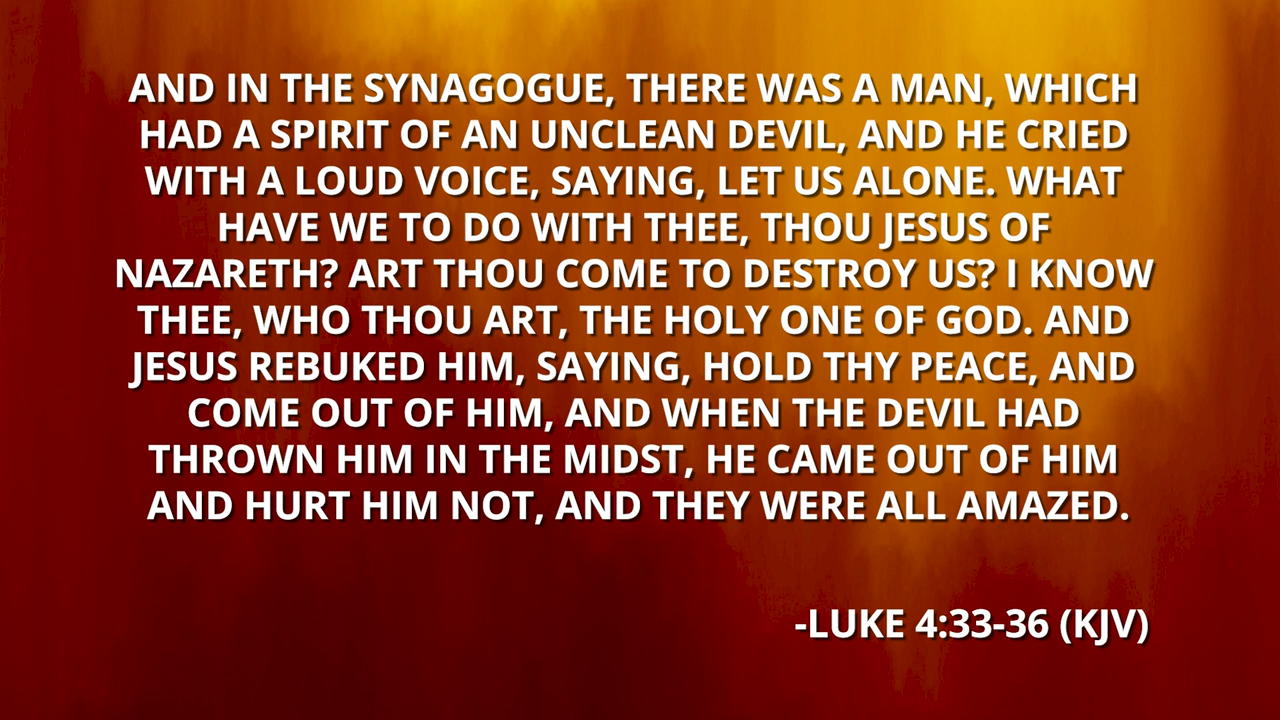 AND IN THE SYNAGOGUE, THERE WAS A MAN, WHICH
HAD A SPIRIT OF AN UNCLEAN DEVIL, AND HE CRIED
WITH A LOUD VOICE, SAYING, LET US ALONE. WHAT
HAVE WE TO DO WITH THEE, THOU JESUS OF
NAZARETH? ART THOU COME TO DESTROY US? I KNOW
THEE, WHO THOU ART, THE HOLY ONE OF GOD. AND
JESUS REBUKED HIM, SAYING, HOLD THY PEACE, AND
COME OUT OF HIM, AND WHEN THE DEVIL HAD
THROWN HIM IN THE MIDST, HE CAME OUT OF HIM
AND HURT HIM NOT, AND THEY WERE ALL AMAZED.
-LUKE 4:33-36 (KJV)